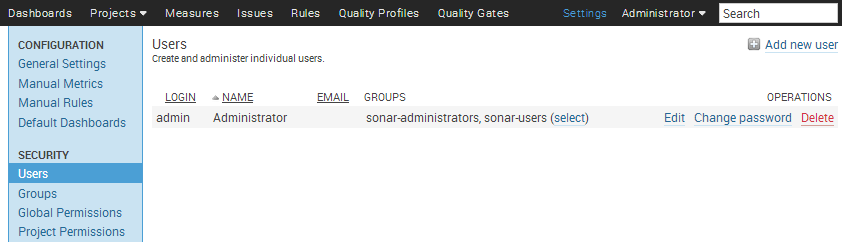 Dashboards Projects Measures Issues Rules Quality Profiles Quality Gates Settings Administrator Search
CONFIGURATION
General Settings
Manual Metrics
Manual Rules
Default Dashboards
SECURITY
Users
Groups
Global Permissions
Project Permissions
Users
Create and administer individual users.
Add new user
LOGIN NAME EMAIL GROUPS OPERATIONS
admin Administrator sonar-administrators, sonar-users (select) Edit Change password Delete